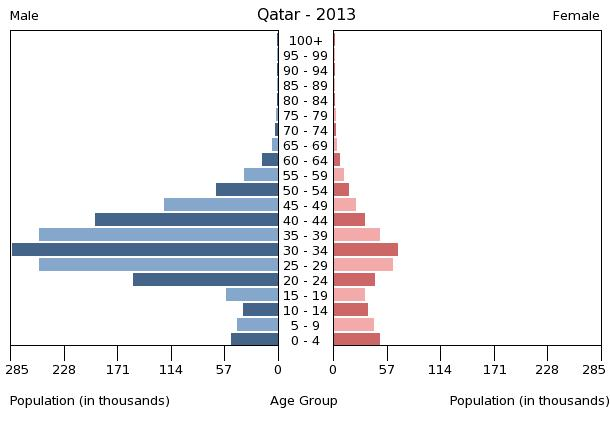 Male Qatar - 2013 Female
100+
95 - 99
90 - 94
85 - 89
80 - 84
75 - 79
70 - 74
65 - 69
60 - 64
55 - 59
50 - 54
45 - 49
40 - 44
35 - 39
30 - 34
25 - 29
20 - 24
15 - 19
10 - 14
5 - 9
0 - 4
285 228 171 114 57 0 0 57 114 171 228 285
Population (in thousands) Age Group Population (in thousands)